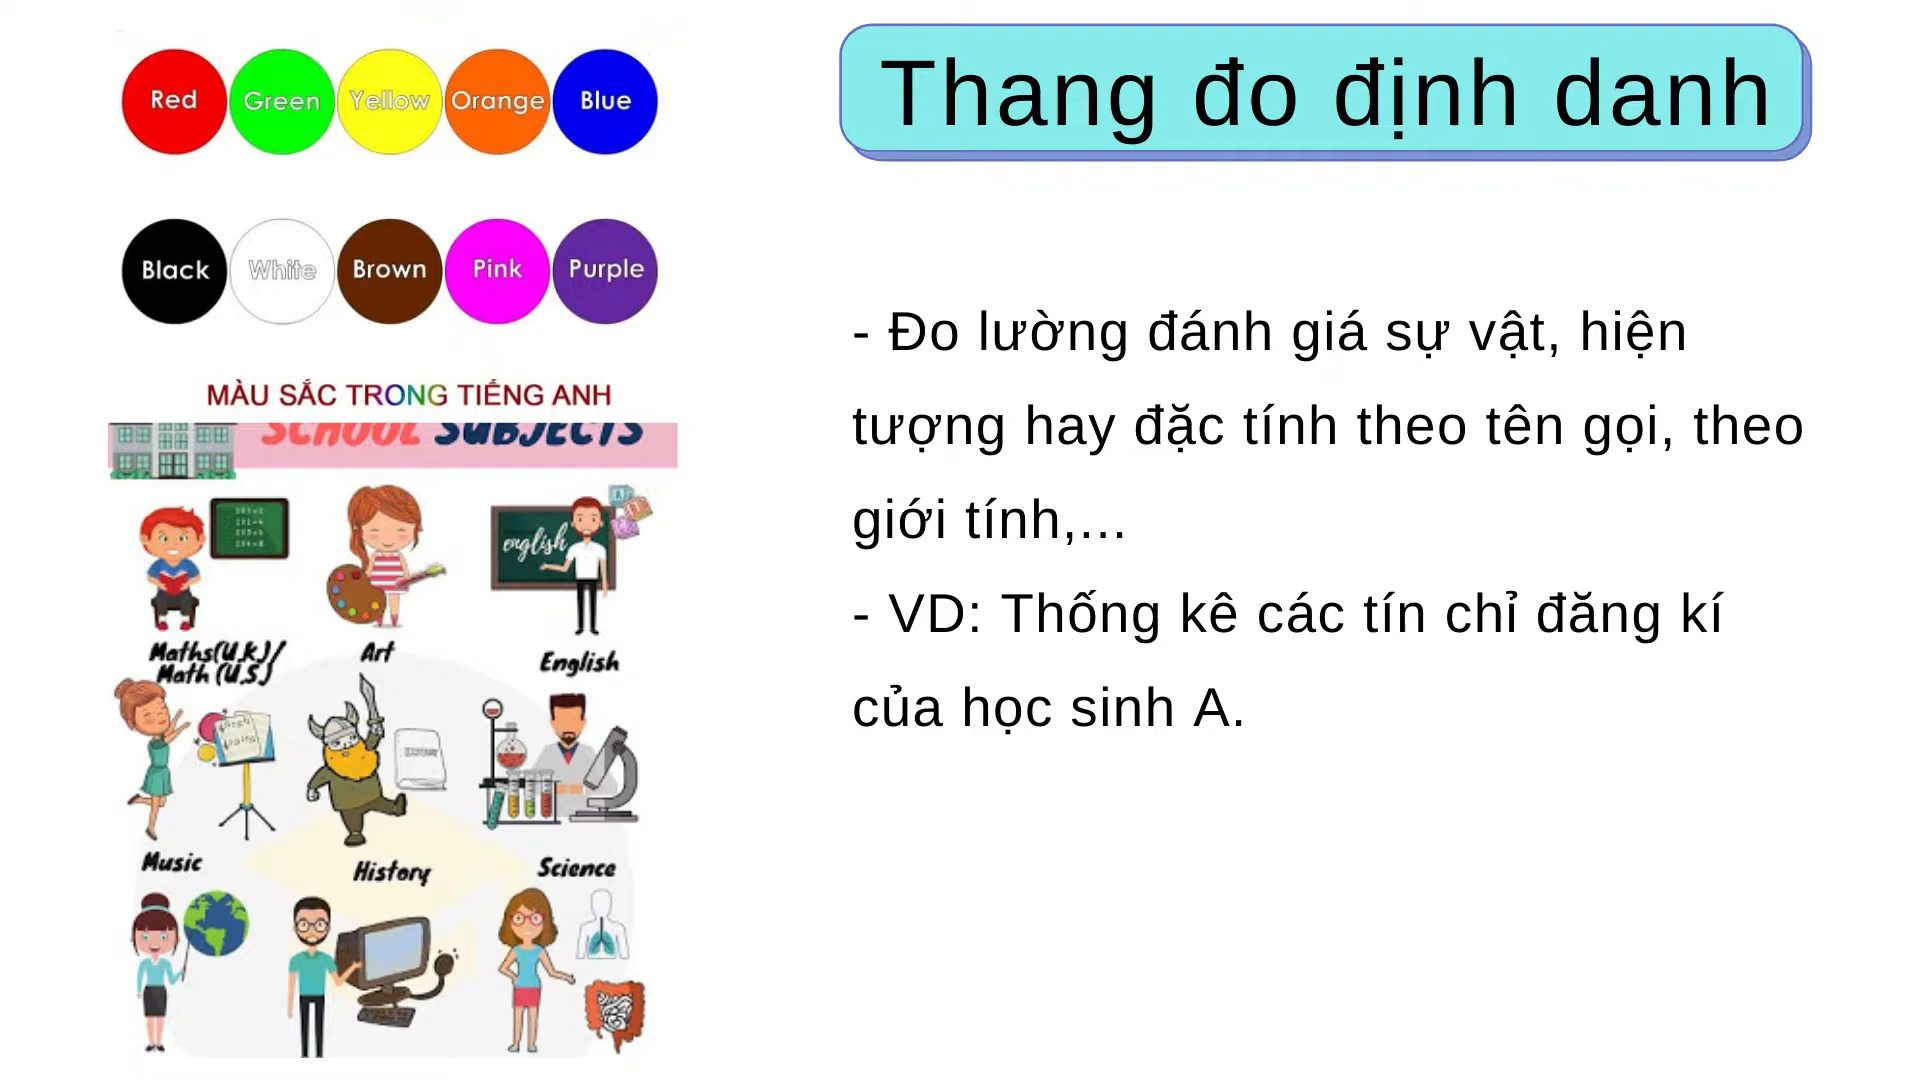 Red Green Yellow Orange Blue
Black White Brown Pink Purple
MÀU SẮC TRONG TIẾNG ANH
SCHOOL SUBJECTS
english
Maths(U.K)/
Math (U.S)
Art
English
Music
History
Science
Thang đo định danh
- Đo lường đánh giá sự vật, hiện
tượng hay đặc tính theo tên gọi, theo
giới tính,...
- VD: Thống kê các tín chỉ đăng kí
của học sinh A.